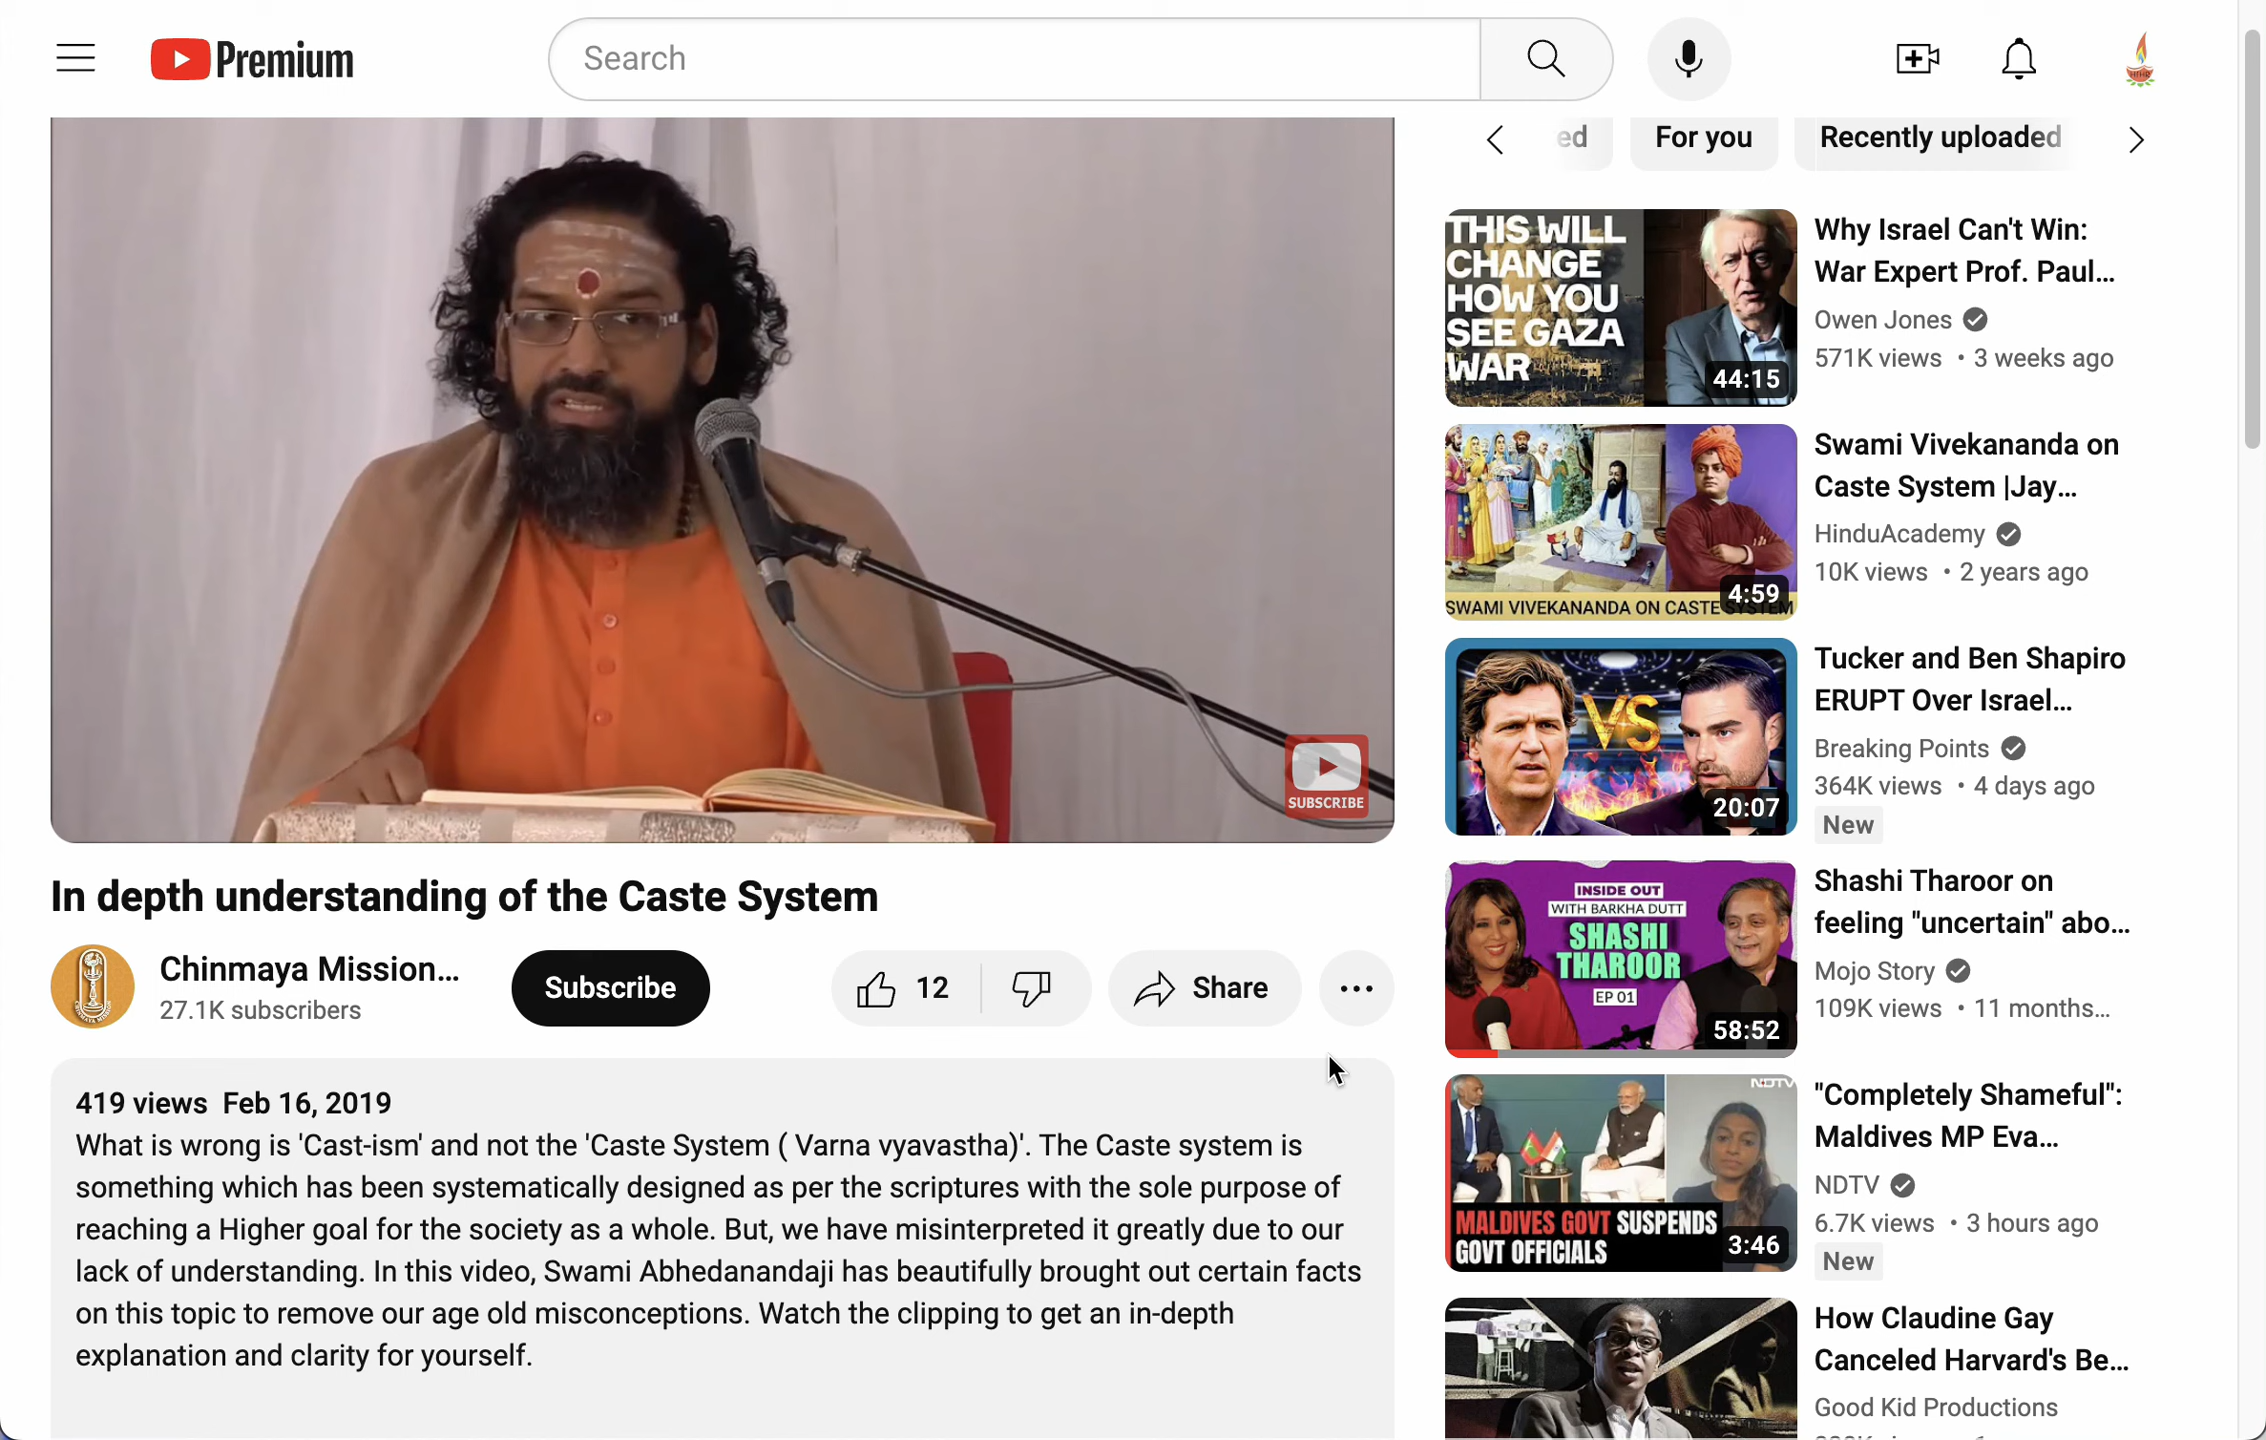 Premium
Search
ed
For you
Recently uploaded
SUBSCRIBE
In depth understanding of the Caste System
Chinmaya Mission...
27.1K subscribers
Subscribe
12
Share
419 views Feb 16, 2019
What is wrong is 'Cast-ism' and not the 'Caste System ( Varna vyavastha)'. The Caste system is
something which has been systematically designed as per the scriptures with the sole purpose of
reaching a Higher goal for the society as a whole. But, we have misinterpreted it greatly due to our
lack of understanding. In this video, Swami Abhedanandaji has beautifully brought out certain facts
on this topic to remove our age old misconceptions. Watch the clipping to get an in-depth
explanation and clarity for yourself.
THIS WILL
CHANGE
HOW YOU
SEE GAZA
WAR
44:15
Why Israel Can't Win:
War Expert Prof. Paul...
Owen Jones
571K views • 3 weeks ago
4:59
SWAMI VIVEKANANDA ON CASTE SYSTEM
Swami Vivekananda on
Caste System |Jay...
HinduAcademy
10K views • 2 years ago
VS
20:07
Tucker and Ben Shapiro
ERUPT Over Israel...
Breaking Points
364K views • 4 days ago
New
INSIDE OUT
WITH BARKHA DUTT
SHASHI
THAROOR
EP 01
58:52
Shashi Tharoor on
feeling "uncertain" abo...
Mojo Story
109K views • 11 months...
NDTV
MALDIVES GOVT SUSPENDS
GOVT OFFICIALS
3:46
"Completely Shameful":
Maldives MP Eva...
NDTV
6.7K views • 3 hours ago
New
How Claudine Gay
Canceled Harvard's Be...
Good Kid Productions